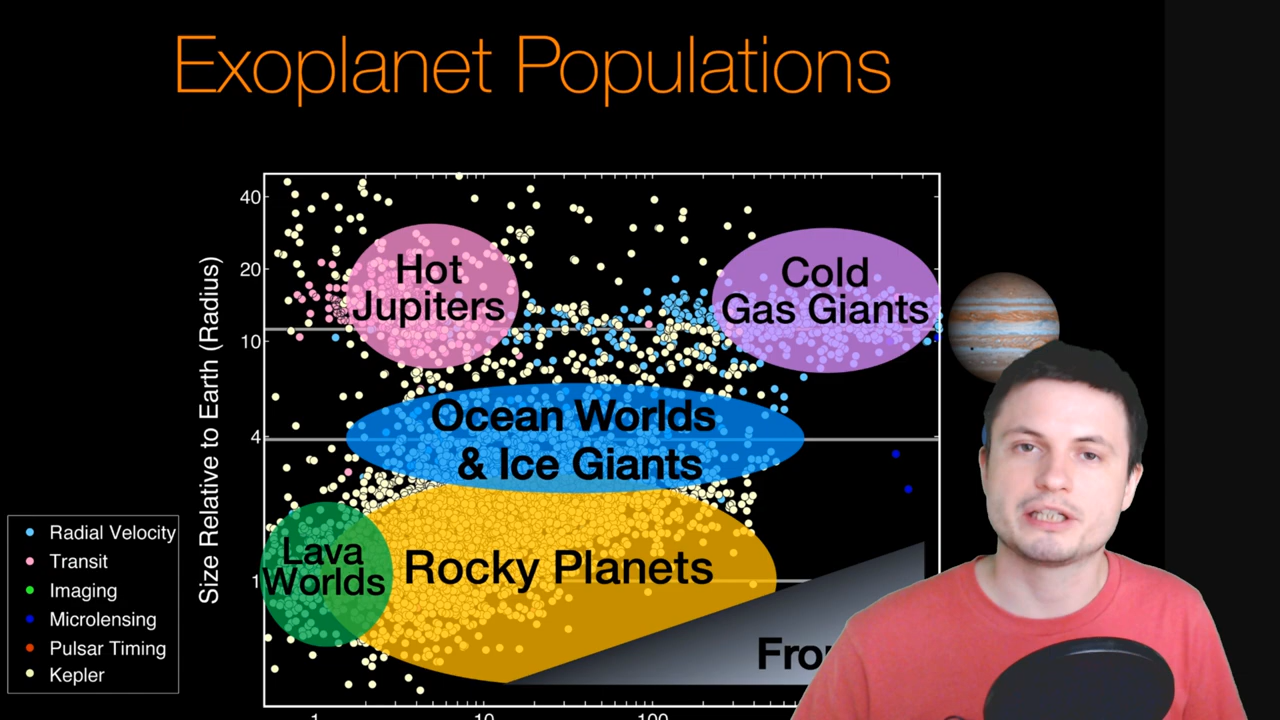 Exoplanet Populations
Size Relative to Earth (Radius)
40
20
10
4
1
Hot
Jupiters
Cold
Gas Giants
Ocean Worlds
& Ice Giants
Lava
Worlds
Rocky Planets
Radial Velocity
Transit
Imaging
Microlensing
Pulsar Timing
Kepler
1
10
100